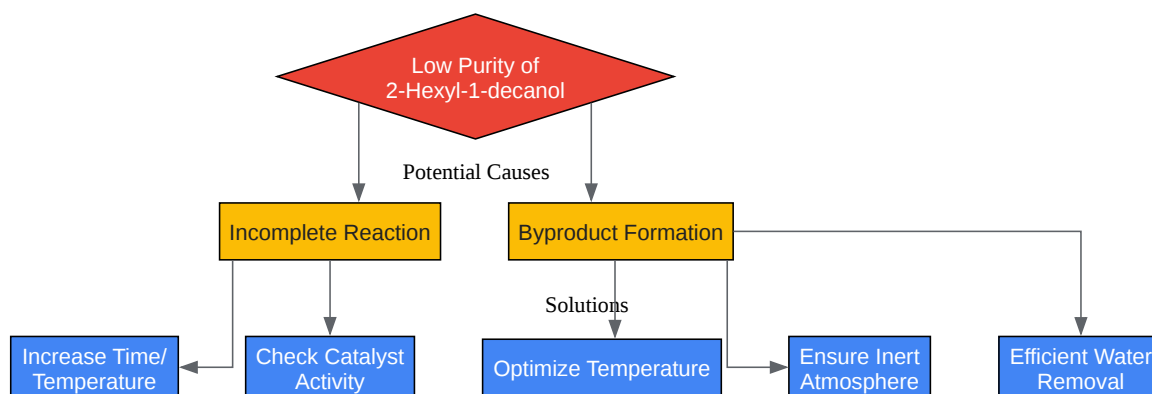 Low Purity of
2-Hexyl-1-decanol
Potential Causes
Incomplete Reaction
Byproduct Formation
Solutions
Increase Time/
Temperature
Check Catalyst
Activity
Optimize Temperature
Ensure Inert
Atmosphere
Efficient Water
Removal